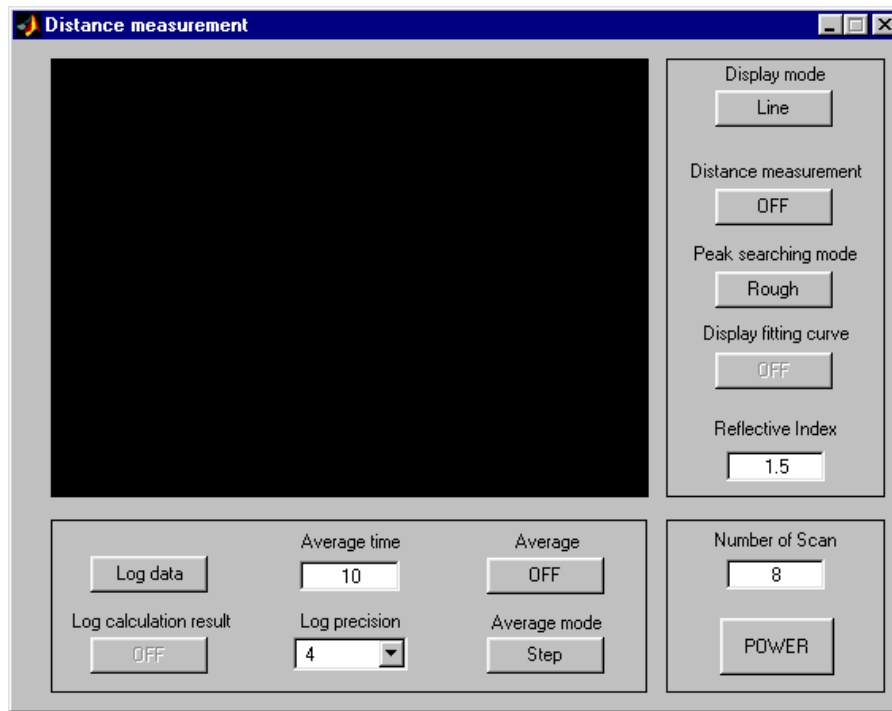 Distance measurement
Display mode
Line
Distance measurement
OFF
Peak searching mode
Rough
Display fitting curve
OFF
Reflective Index
1.5
Average time
Average
Log data
10
OFF
Log calculation result
Log precision
Average mode
OFF
4
Step
Number of Scan
8
POWER